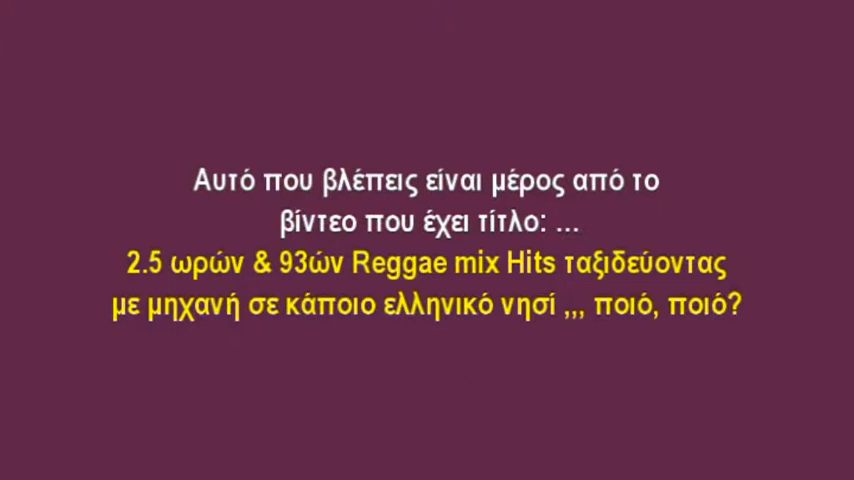 Αυτό που βλέπεις είναι μέρος από το
βίντεο που έχει τίτλο: ...
2.5 ωρών & 93ών Reggae mix Hits ταξιδεύοντας
με μηχανή σε κάποιο ελληνικό νησί ,,, ποιό, ποιό?